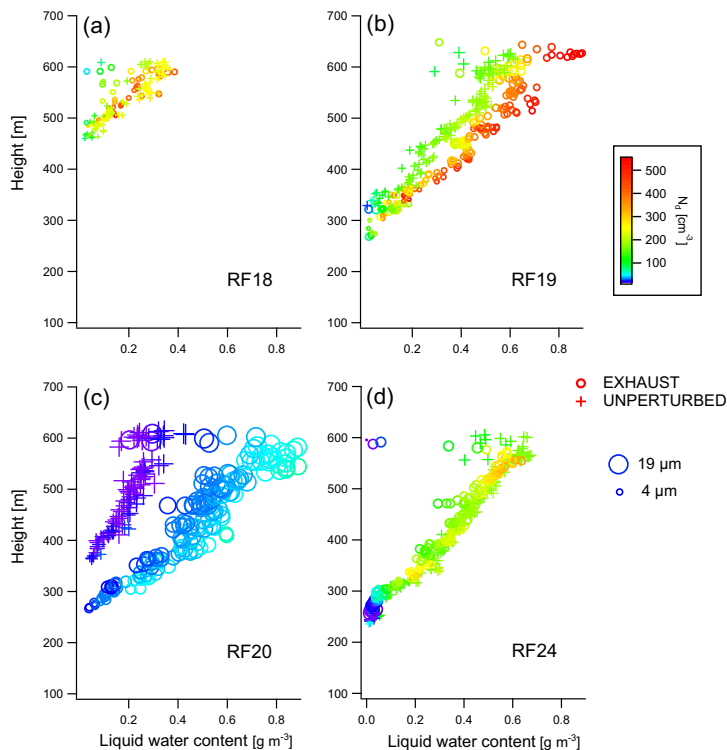 (a)
700
600
500
400
300
200
100
Height [m]
0.2
0.4
0.6
0.8
RF18
(b)
700
600
500
400
300
200
100
0.2
0.4
0.6
0.8
RF19
500
400
300
200
100
N_d [cm⁻³]
(c)
700
600
500
400
300
200
100
Height [m]
0.2
0.4
0.6
0.8
Liquid water content [g m⁻³]
RF20
(d)
700
600
500
400
300
200
100
0.0
0.2
0.4
0.6
0.8
Liquid water content [g m⁻³]
RF24
EXHAUST
UNPERTURBED
19 µm
4 µm